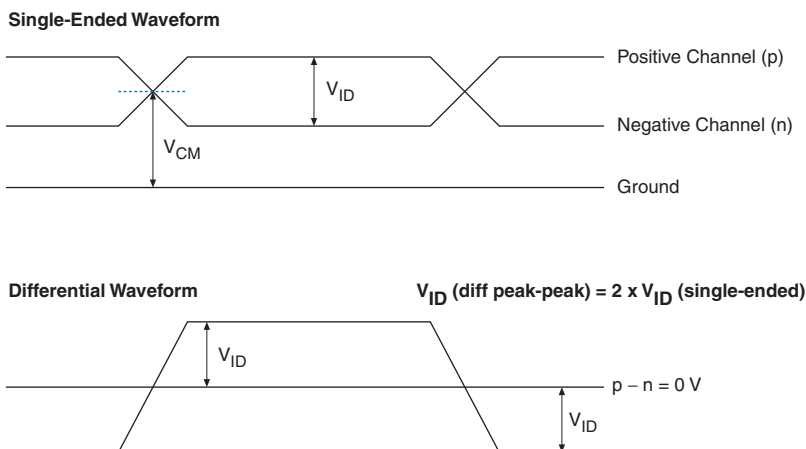 Single-Ended Waveform
Positive Channel (p)
V_ID
Negative Channel (n)
V_CM
Ground
Differential Waveform
V_ID (diff peak-peak) = 2 x V_ID (single-ended)
V_ID
p – n = 0 V
V_ID